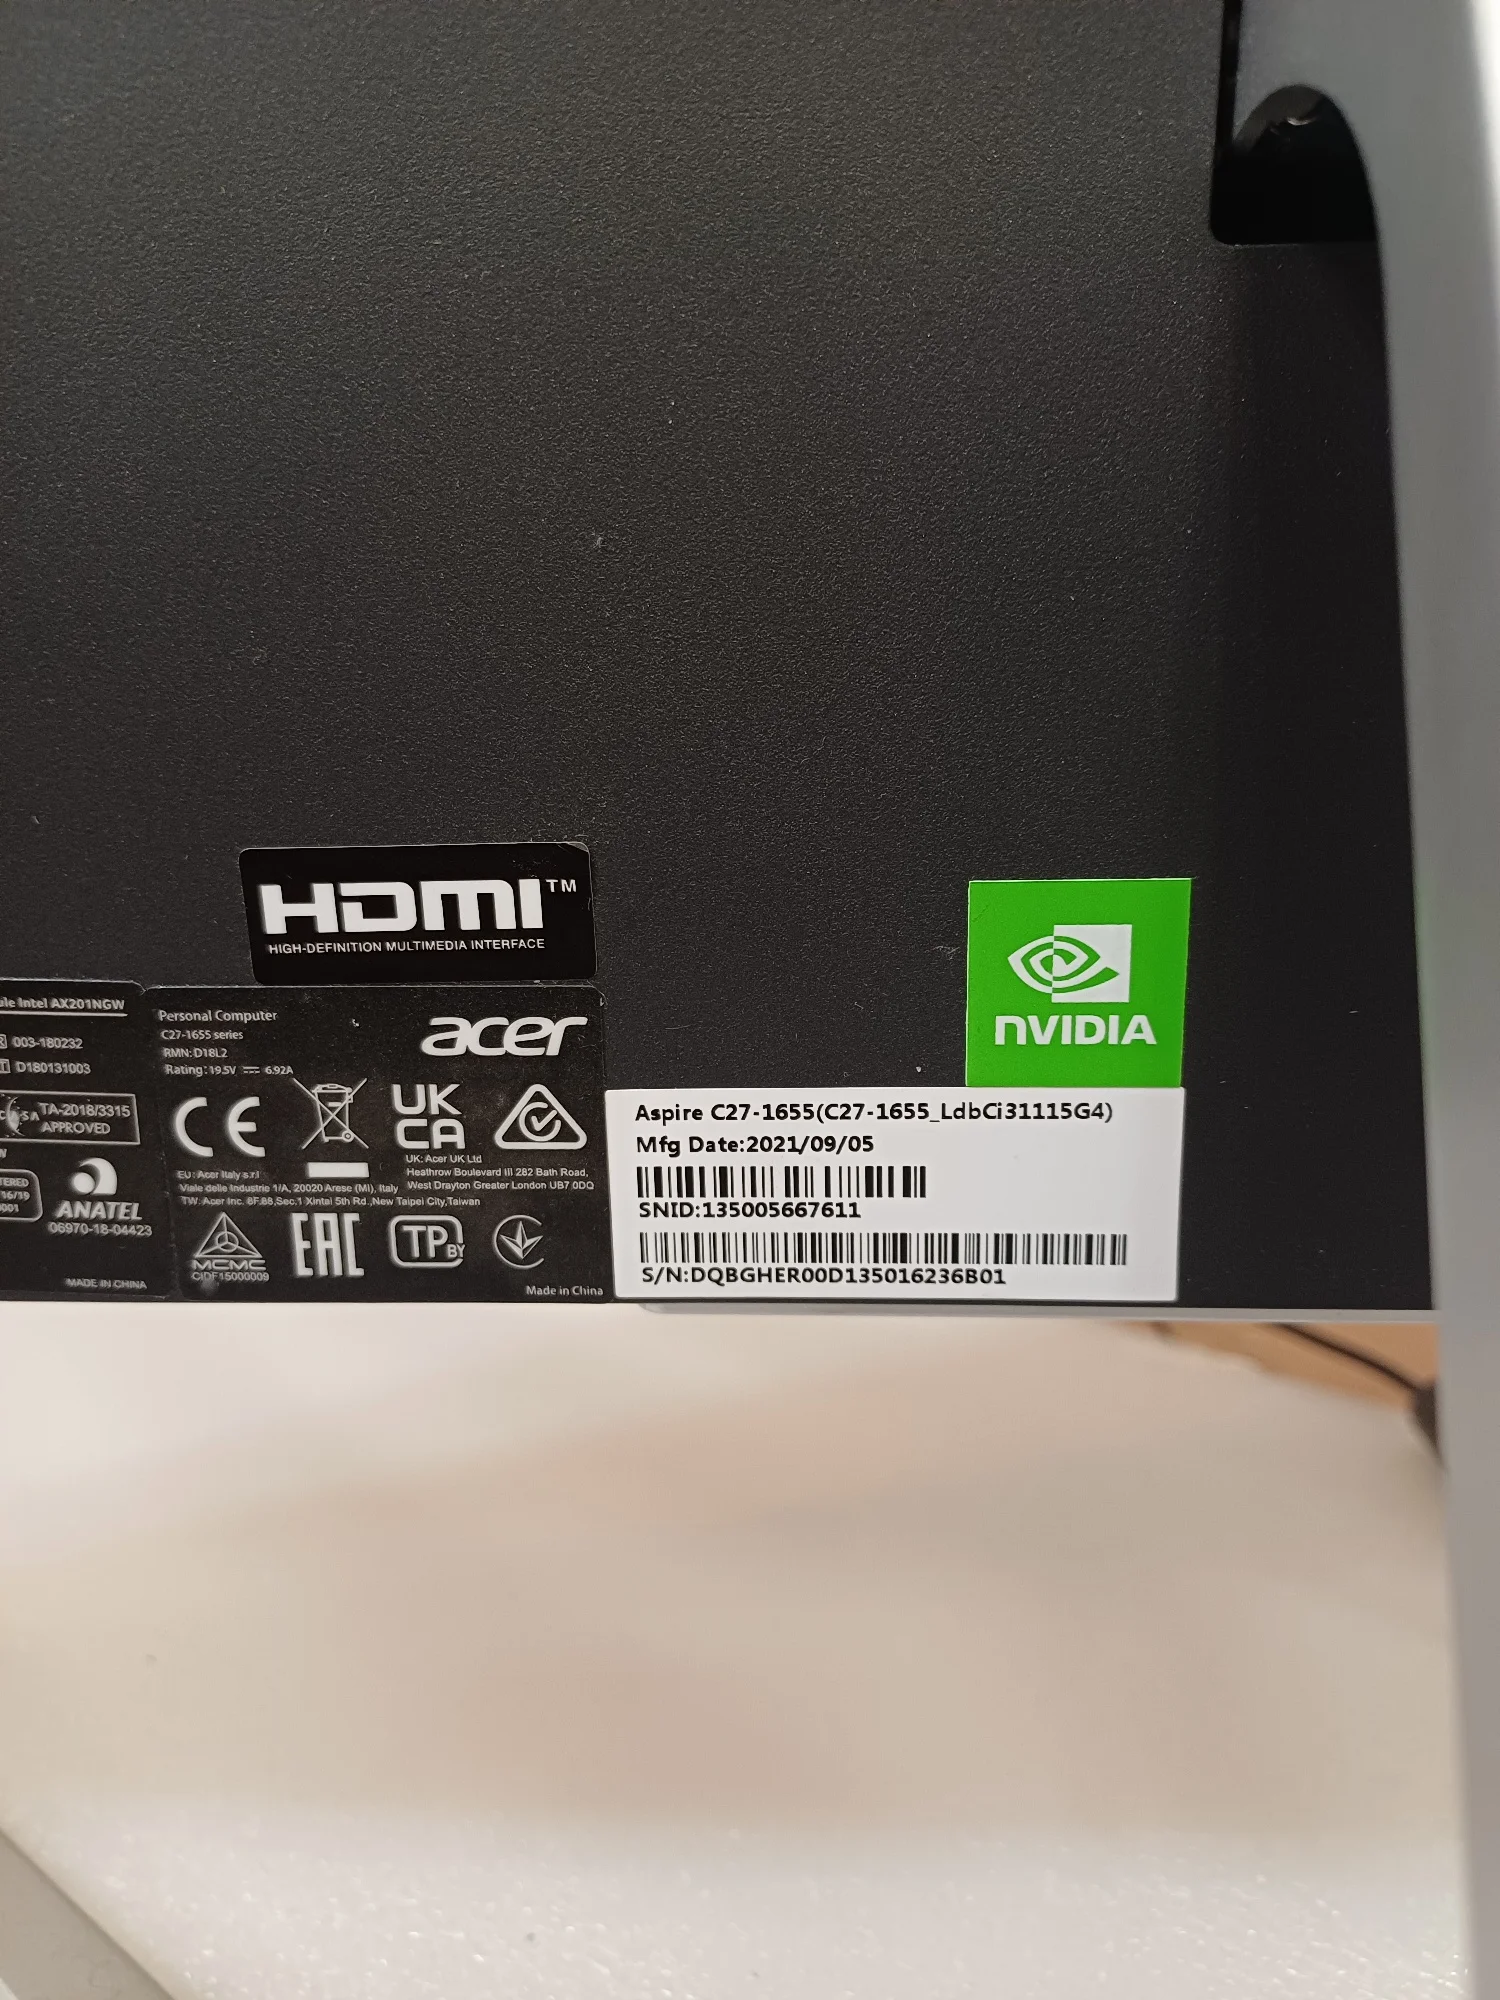 HDMI™
HIGH-DEFINITION MULTIMEDIA INTERFACE
Intel AX201NGW
003-180232
D180131003
TA-2018/3315
APPROVED
ANATEL
06970-18-04423
MADE IN CHINA
Personal Computer
C27-1655 series
RMN: D18L2
Rating: 19.5V ⎓ 6.92A
acer
CE
UK
CA
UK: Acer UK Ltd
Heathrow Boulevard III 282 Bath Road,
West Drayton Greater London UB7 0DQ
EU: Acer Italy s.r.l
Viale delle Industrie 1/A, 20020 Arese (MI), Italy
TW: Acer Inc. 8F.88,Sec.1 Xintai 5th Rd.,New Taipei City,Taiwan
MCMC
CIDF15000009
EAC
TP BY
Made in China
NVIDIA
Aspire C27-1655(C27-1655_LdbCi31115G4)
Mfg Date:2021/09/05
SNID:135005667611
S/N:DQBGHER00D135016236B01